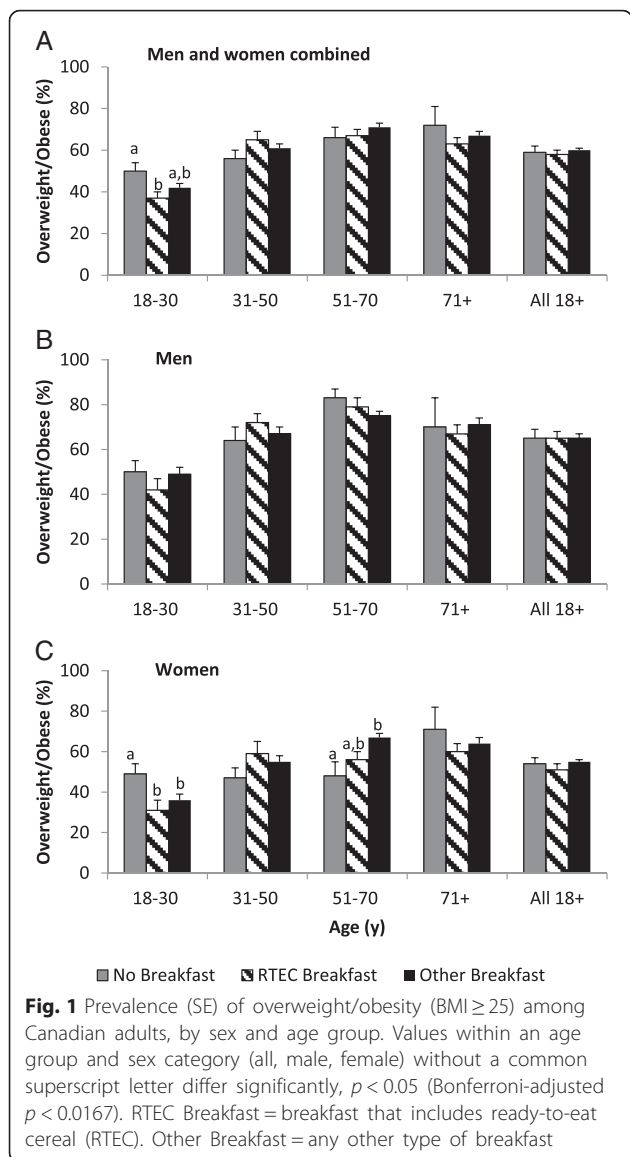 A
Men and women combined
Overweight/Obese (%)
100
80
60
40
20
0
a
b
a,b
18-30
31-50
51-70
71+
All 18+
B
Men
Overweight/Obese (%)
100
80
60
40
20
0
18-30
31-50
51-70
71+
All 18+
C
Women
Overweight/Obese (%)
100
80
60
40
20
0
a
b
b
a
a,b
b
18-30
31-50
51-70
71+
All 18+
Age (y)
No Breakfast
RTEC Breakfast
Other Breakfast
Fig. 1 Prevalence (SE) of overweight/obesity (BMI ≥ 25) among
Canadian adults, by sex and age group. Values within an age
group and sex category (all, male, female) without a common
superscript letter differ significantly, p < 0.05 (Bonferroni-adjusted
p < 0.0167). RTEC Breakfast = breakfast that includes ready-to-eat
cereal (RTEC). Other Breakfast = any other type of breakfast